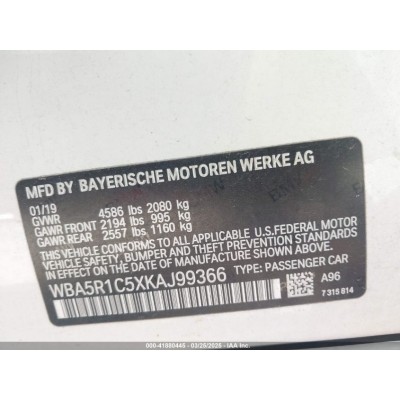 MFD BY BAYERISCHE MOTOREN WERKE AG
01/19
GVWR 4586 lbs 2080 kg
GAWR FRONT 2194 lbs 995 kg
GAWR REAR 2557 lbs 1160 kg
THIS VEHICLE CONFORMS TO ALL APPLICABLE U.S.FEDERAL MOTOR
VEHICLE SAFETY, BUMPER, AND THEFT PREVENTION STANDARDS
IN EFFECT ON THE DATE OF MANUFACTURE SHOWN ABOVE.
WBA5R1C5XKAJ99366 TYPE: PASSENGER CAR
A96
7 315 814
000-41880445 - 03/25/2025 - IAA Inc.